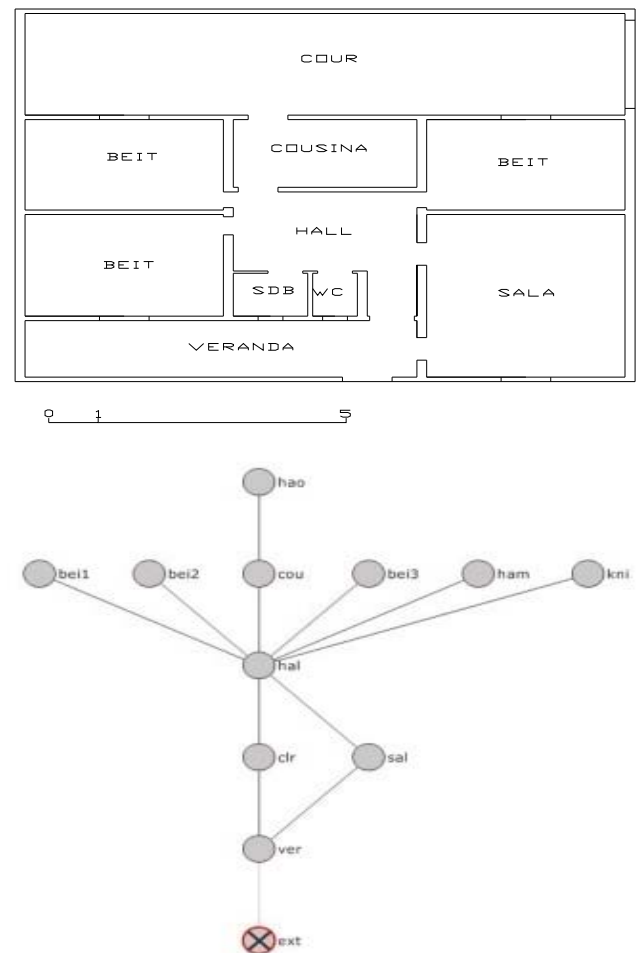 COUR
BEIT
COUSINA
BEIT
HALL
BEIT
SDB
WC
SALA
VERANDA
0 1 5
hao
bei1 bei2 cou bei3 ham kni
hal
clr sal
ver
ext